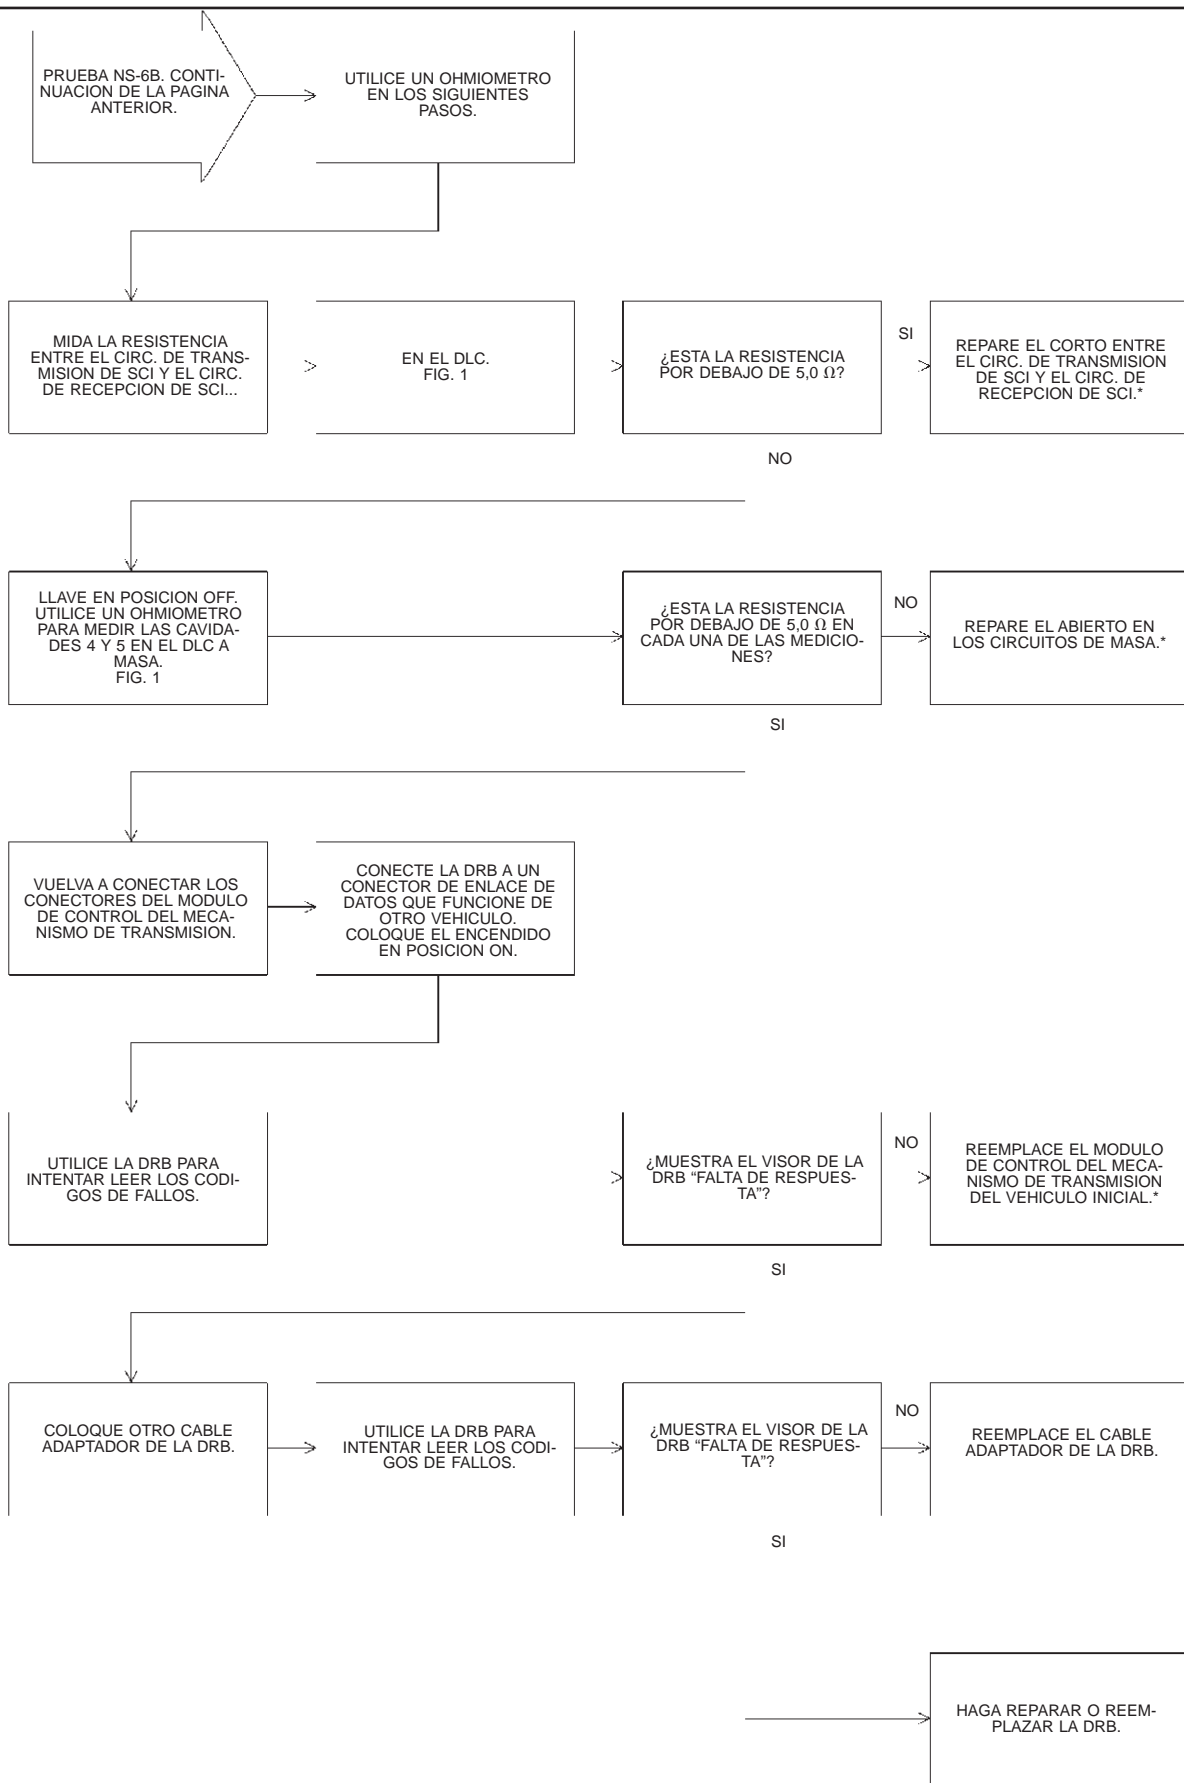 PRUEBA NS-6B. CONTI-
NUACION DE LA PAGINA
ANTERIOR.
UTILICE UN OHMIOMETRO
EN LOS SIGUIENTES
PASOS.
MIDA LA RESISTENCIA
ENTRE EL CIRC. DE TRANS-
MISION DE SCI Y EL CIRC.
DE RECEPCION DE SCI...
EN EL DLC.
FIG. 1
¿ESTA LA RESISTENCIA
POR DEBAJO DE 5,0 Ω?
SI
REPARE EL CORTO ENTRE
EL CIRC. DE TRANSMISION
DE SCI Y EL CIRC. DE
RECEPCION DE SCI.*
NO
LLAVE EN POSICION OFF.
UTILICE UN OHMIOMETRO
PARA MEDIR LAS CAVIDA-
DES 4 Y 5 EN EL DLC A
MASA.
FIG. 1
¿ESTA LA RESISTENCIA
POR DEBAJO DE 5,0 Ω EN
CADA UNA DE LAS MEDICIO-
NES?
NO
REPARE EL ABIERTO EN
LOS CIRCUITOS DE MASA.*
SI
VUELVA A CONECTAR LOS
CONECTORES DEL MODULO
DE CONTROL DEL MECA-
NISMO DE TRANSMISION.
CONECTE LA DRB A UN
CONECTOR DE ENLACE DE
DATOS QUE FUNCIONE DE
OTRO VEHICULO.
COLOQUE EL ENCENDIDO
EN POSICION ON.
UTILICE LA DRB PARA
INTENTAR LEER LOS CODI-
GOS DE FALLOS.
¿MUESTRA EL VISOR DE LA
DRB “FALTA DE RESPUES-
TA”?
NO
REEMPLACE EL MODULO
DE CONTROL DEL MECA-
NISMO DE TRANSMISION
DEL VEHICULO INICIAL.*
SI
COLOQUE OTRO CABLE
ADAPTADOR DE LA DRB.
UTILICE LA DRB PARA
INTENTAR LEER LOS CODI-
GOS DE FALLOS.
¿MUESTRA EL VISOR DE LA
DRB “FALTA DE RESPUES-
TA”?
NO
REEMPLACE EL CABLE
ADAPTADOR DE LA DRB.
SI
HAGA REPARAR O REEM-
PLAZAR LA DRB.